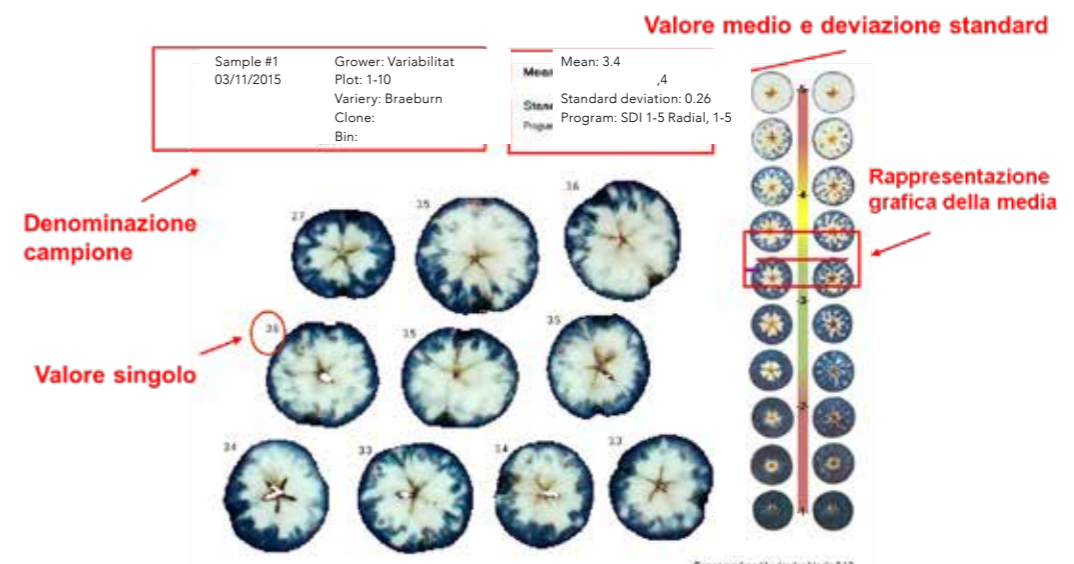 Valore medio e deviazione standard
Sample #1
03/11/2015
Grower: Variabilitat
Plot: 1-10
Variery: Braeburn
Clone:
Bin:
Mean: 3.4
,4
Standard deviation: 0.26
Program: SDI 1-5 Radial, 1-5
Denominazione
campione
Rappresentazione
grafica della media
Valore singolo
27
35
36
36
35
35
34
33
34
33
5
4
3
2
1